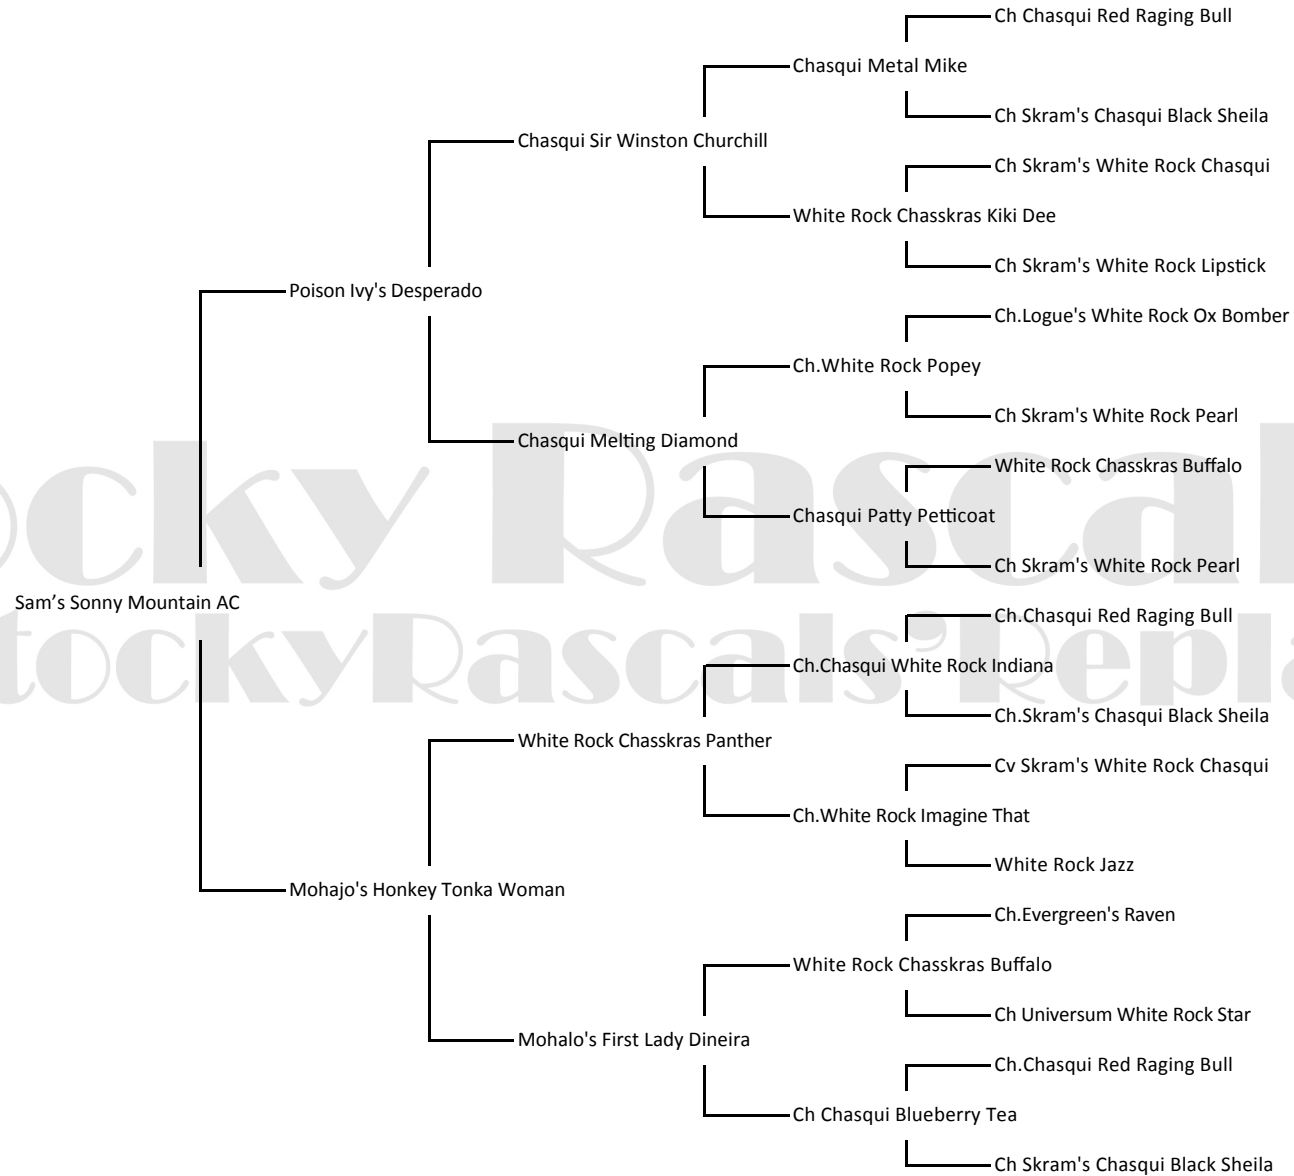 Ch Chasqui Red Raging Bull
Chasqui Metal Mike
Ch Skram's Chasqui Black Sheila
Chasqui Sir Winston Churchill
Ch Skram's White Rock Chasqui
White Rock Chasskras Kiki Dee
Ch Skram's White Rock Lipstick
Poison Ivy's Desperado
Ch.Logue's White Rock Ox Bomber
Ch.White Rock Popey
Ch Skram's White Rock Pearl
Chasqui Melting Diamond
White Rock Chasskras Buffalo
Chasqui Patty Petticoat
Ch Skram's White Rock Pearl
ocky Rascal
Sam’s Sonny Mountain AC
Ch.Chasqui Red Raging Bull
tockyRascals'Repla
Ch.Chasqui White Rock Indiana
Ch.Skram's Chasqui Black Sheila
White Rock Chasskras Panther
Cv Skram's White Rock Chasqui
Ch.White Rock Imagine That
White Rock Jazz
Mohajo's Honkey Tonka Woman
Ch.Evergreen's Raven
White Rock Chasskras Buffalo
Ch Universum White Rock Star
Mohalo's First Lady Dineira
Ch.Chasqui Red Raging Bull
Ch Chasqui Blueberry Tea
Ch Skram's Chasqui Black Sheila